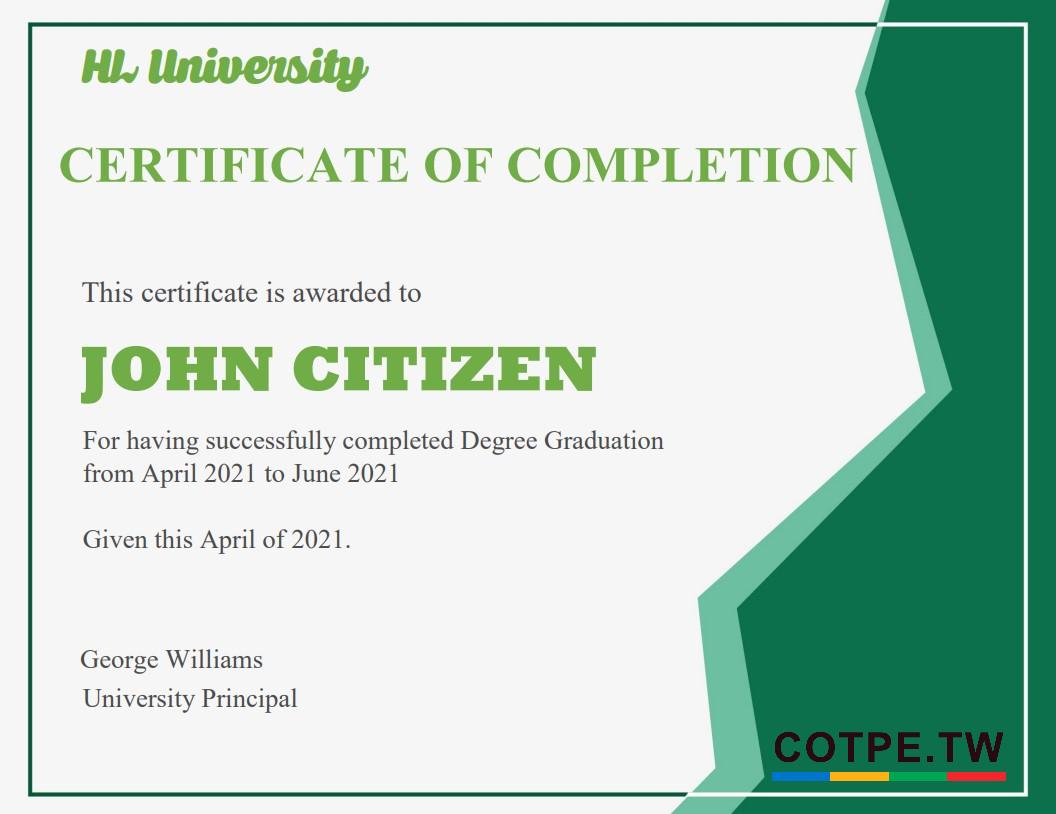 HL University
CERTIFICATE OF COMPLETION
This certificate is awarded to
JOHN CITIZEN
For having successfully completed Degree Graduation
from April 2021 to June 2021
Given this April of 2021.
George Williams
University Principal
COTPE.TW